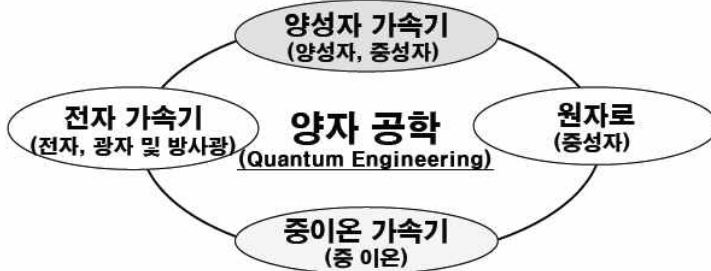 양성자 가속기
(양성자, 중성자)
전자 가속기
(전자, 광자 및 방사광)
양자 공학
(Quantum Engineering)
원자로
(중성자)
중이온 가속기
(중 이온)